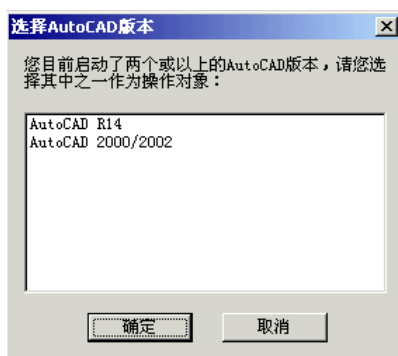 选择AutoCAD版本
您目前启动了两个或以上的AutoCAD版本，请您选
择其中之一作为操作对象：
AutoCAD R14
AutoCAD 2000/2002
确定 取消